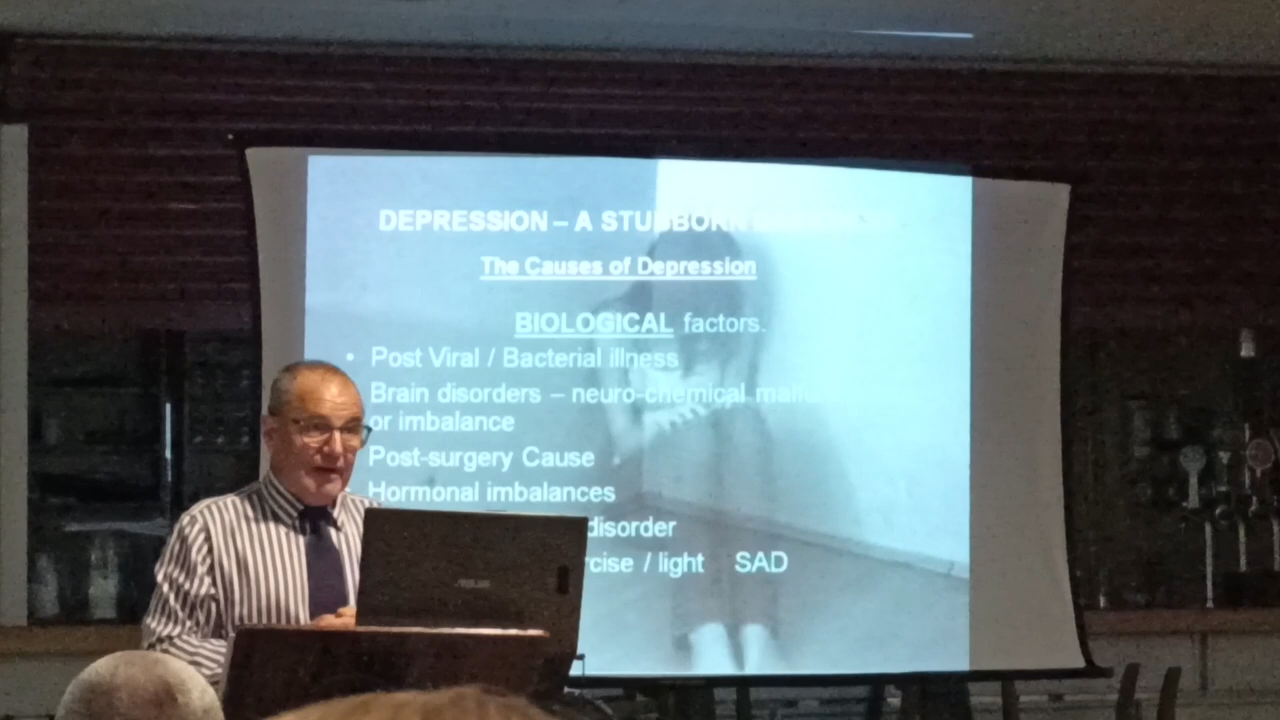 DEPRESSION – A STUBBORN
The Causes of Depression
BIOLOGICAL factors.
• Post Viral / Bacterial illness
Brain disorders – neuro-chemical
or imbalance
Post-surgery Cause
Hormonal imbalances
disorder
/ light SAD
ASUS